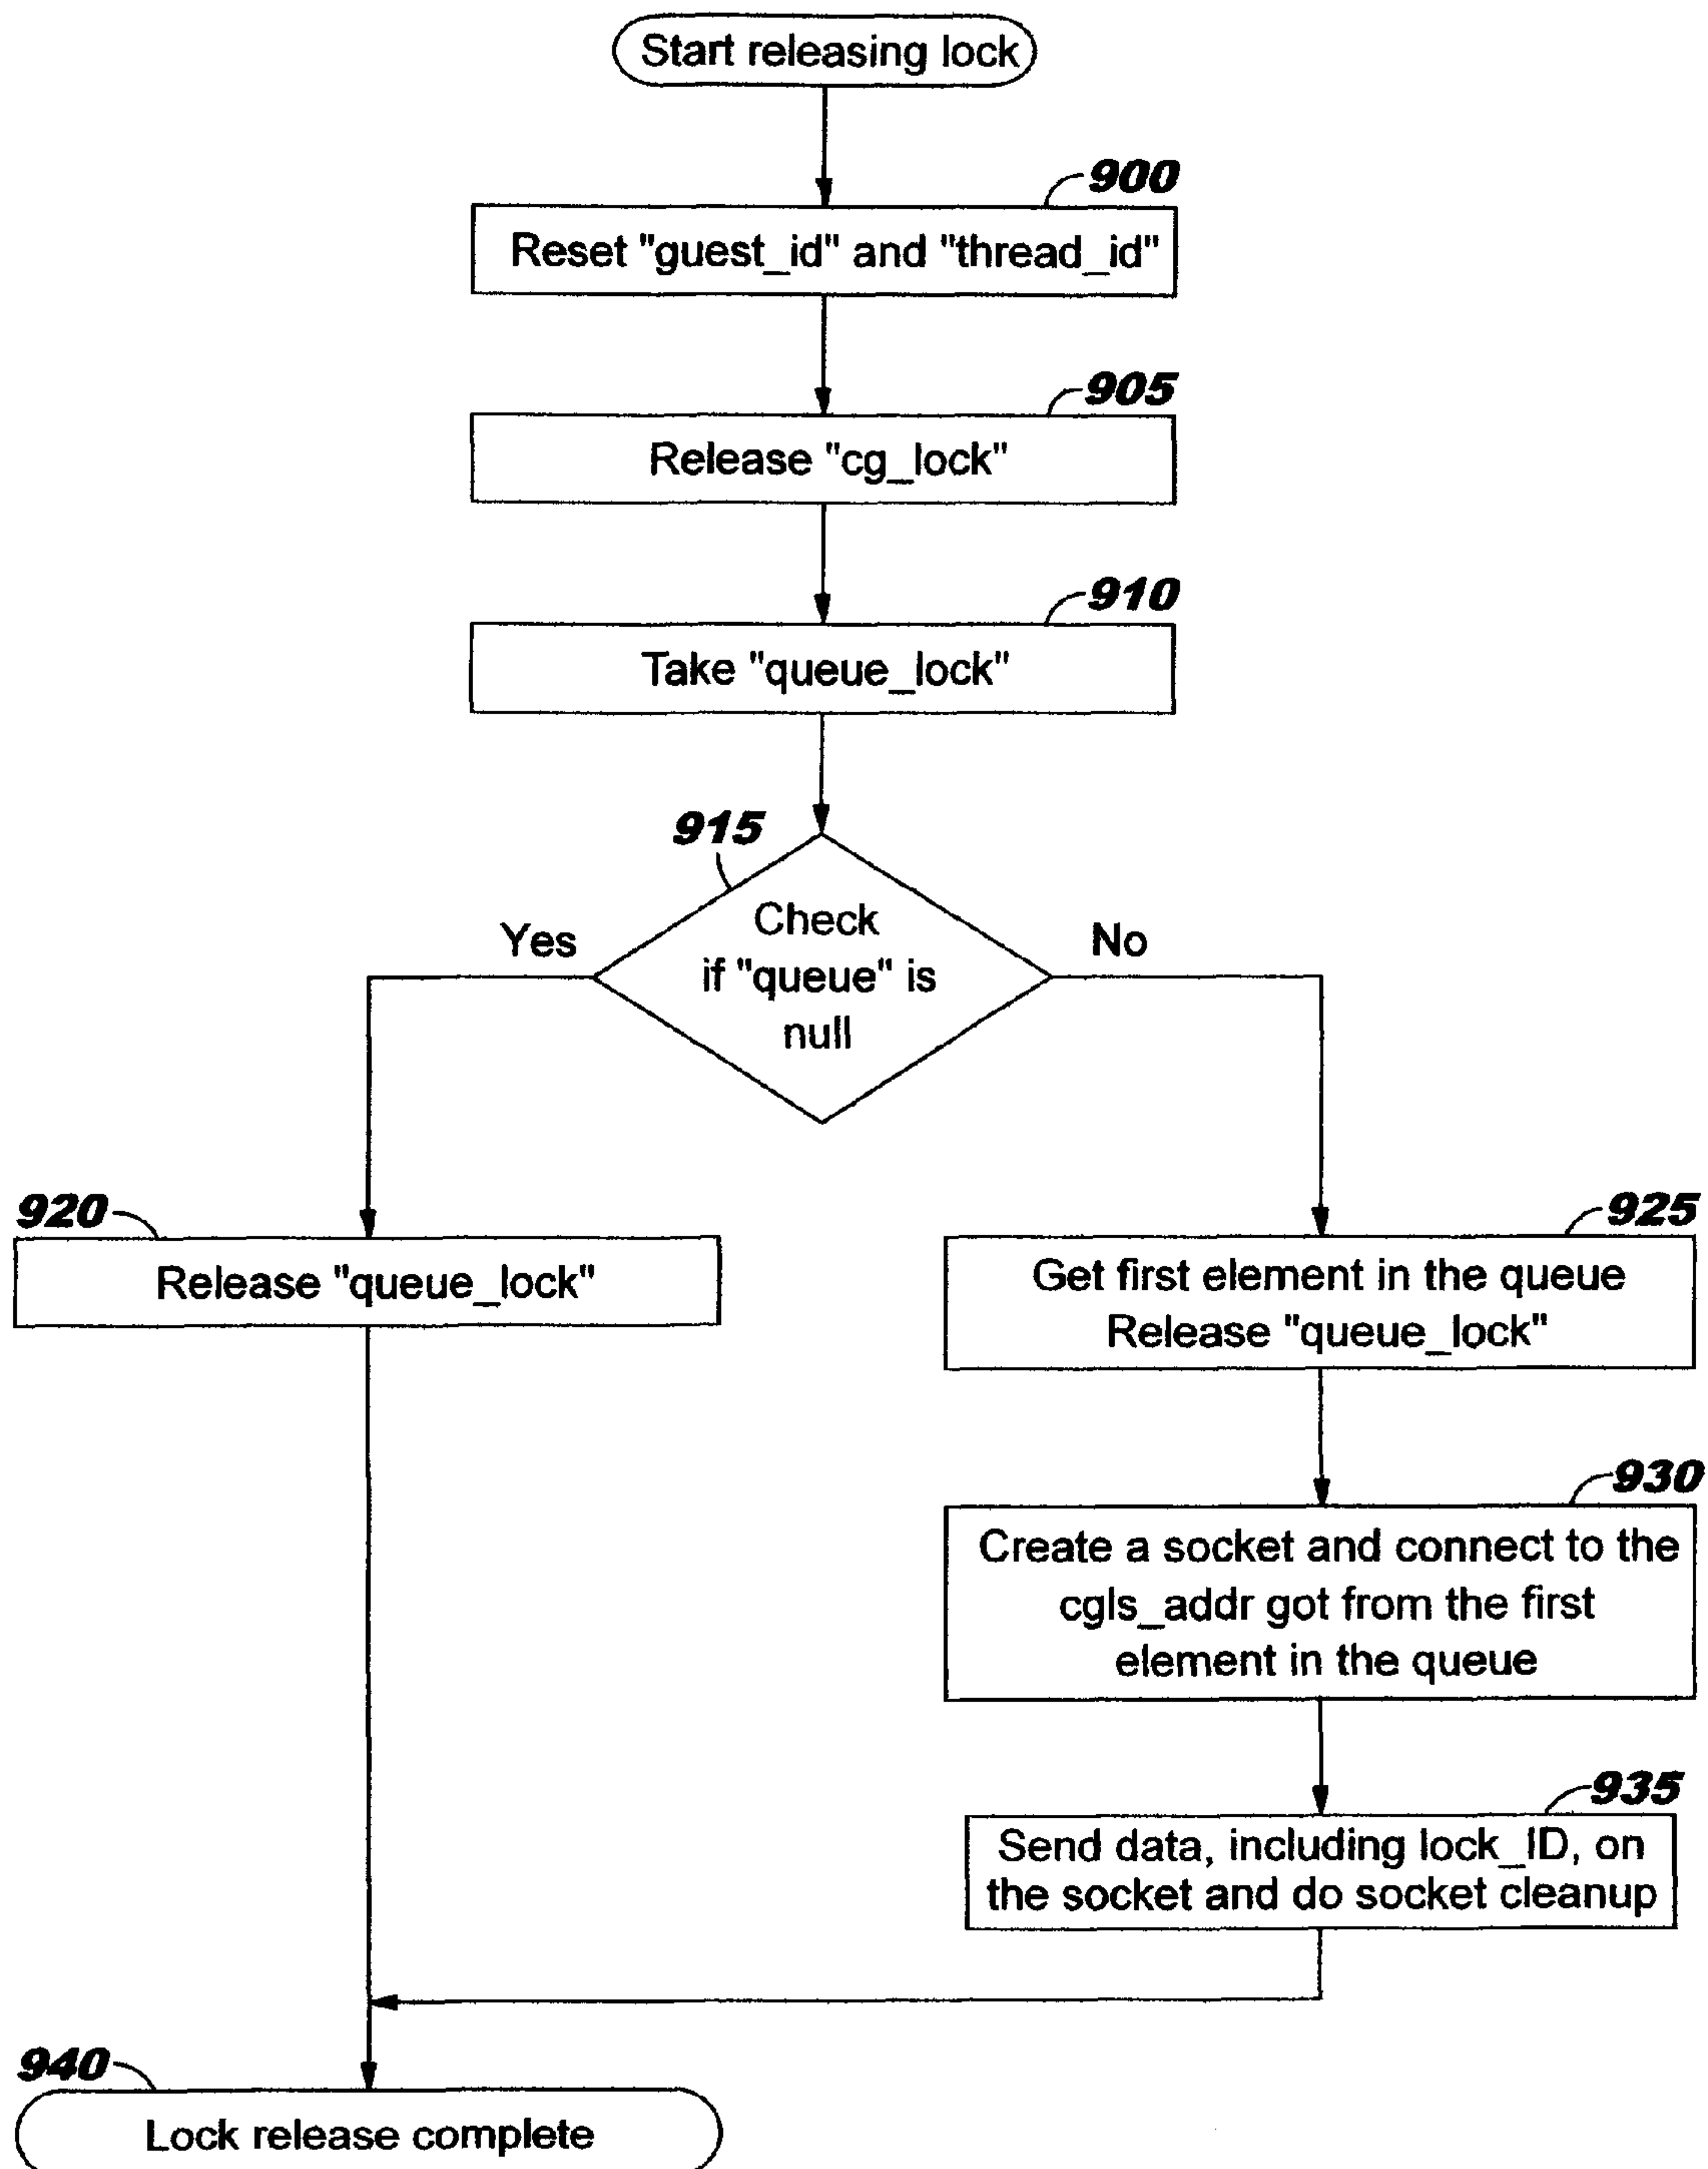 Start releasing lock
900
Reset "guest_id" and "thread_id"
905
Release "cg_lock"
910
Take "queue_lock"
915
Check
if "queue" is
null
Yes
No
920
Release "queue_lock"
925
Get first element in the queue
Release "queue_lock"
930
Create a socket and connect to the
cgls_addr got from the first
element in the queue
935
Send data, including lock_ID, on
the socket and do socket cleanup
940
Lock release complete